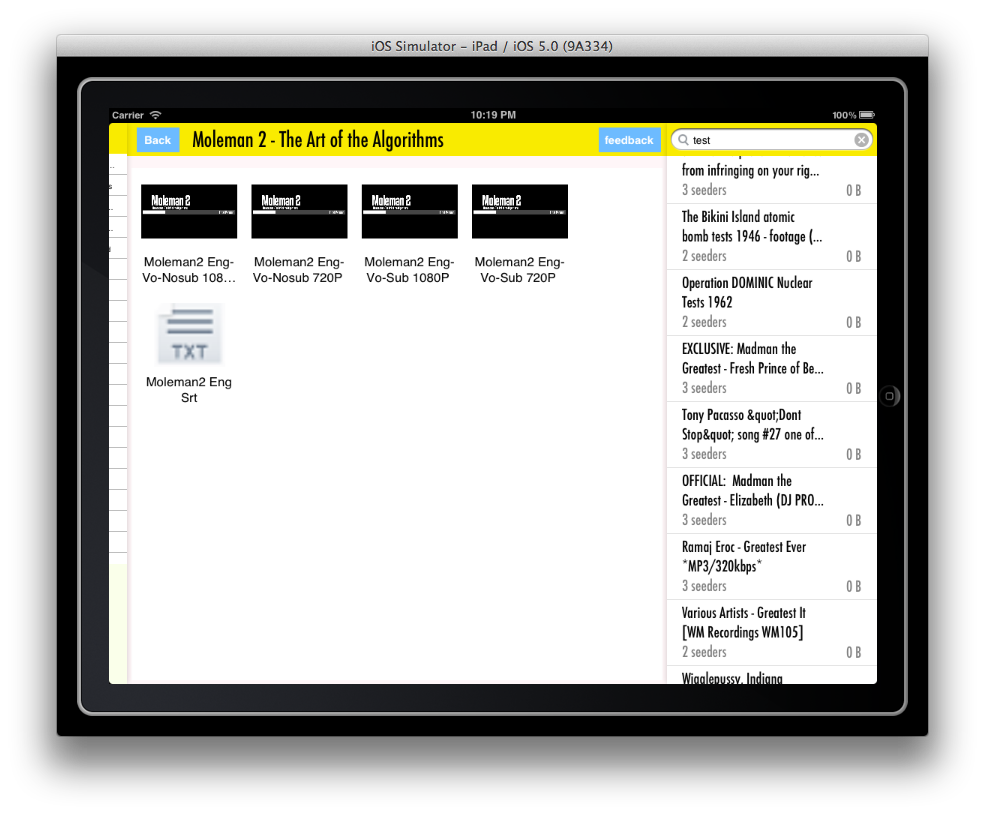 iOS Simulator – iPad / iOS 5.0 (9A334)
Carrier
10:19 PM
100%
Back
Moleman 2 - The Art of the Algorithms
feedback
test
Moleman 2
Moleman 2
Moleman 2
Moleman 2
Moleman2 Eng-
Vo-Nosub 108...
Moleman2 Eng-
Vo-Nosub 720P
Moleman2 Eng-
Vo-Sub 1080P
Moleman2 Eng-
Vo-Sub 720P
TXT
Moleman2 Eng
Srt
from infringing on your rig...
3 seeders 0 B
The Bikini Island atomic
bomb tests 1946 - footage (...
2 seeders 0 B
Operation DOMINIC Nuclear
Tests 1962
2 seeders 0 B
EXCLUSIVE: Madman the
Greatest - Fresh Prince of Be...
3 seeders 0 B
Tony Pacasso &quot;Dont
Stop&quot; song #27 one of...
3 seeders 0 B
OFFICIAL:  Madman the
Greatest - Elizabeth (DJ PRO...
3 seeders 0 B
Ramaj Eroc - Greatest Ever
*MP3/320kbps*
3 seeders 0 B
Various Artists - Greatest It
[WM Recordings WM105]
2 seeders 0 B
Wigglepussy, Indiana